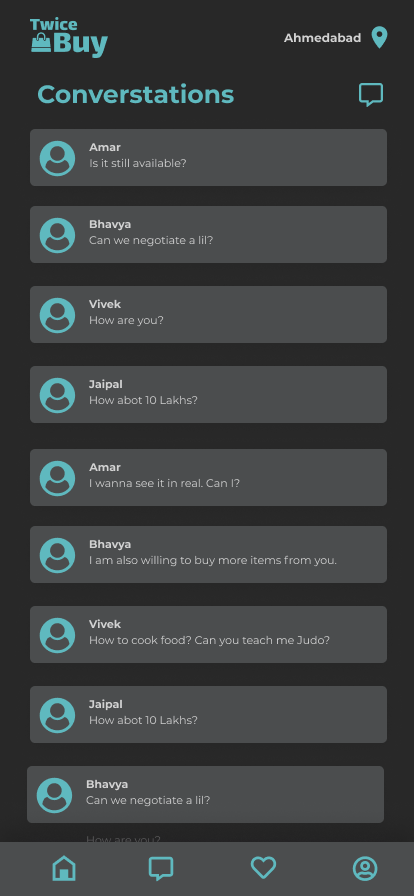 Twice
Buy
Ahmedabad
Converstations
Amar
Is it still available?
Bhavya
Can we negotiate a lil?
Vivek
How are you?
Jaipal
How abot 10 Lakhs?
Amar
I wanna see it in real. Can I?
Bhavya
I am also willing to buy more items from you.
Vivek
How to cook food? Can you teach me Judo?
Jaipal
How abot 10 Lakhs?
Bhavya
Can we negotiate a lil?
How are you?